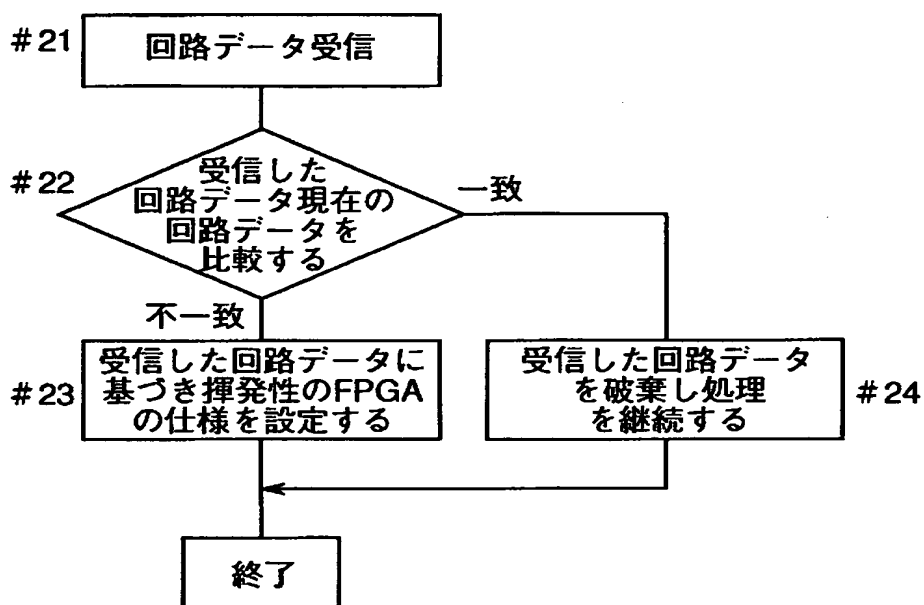 #21
回路データ受信
#22
受信した
回路データ現在の
回路データを
比較する
一致
不一致
#23
受信した回路データに
基づき揮発性のFPGA
の仕様を設定する
受信した回路データ
を破棄し処理
を継続する
#24
終了